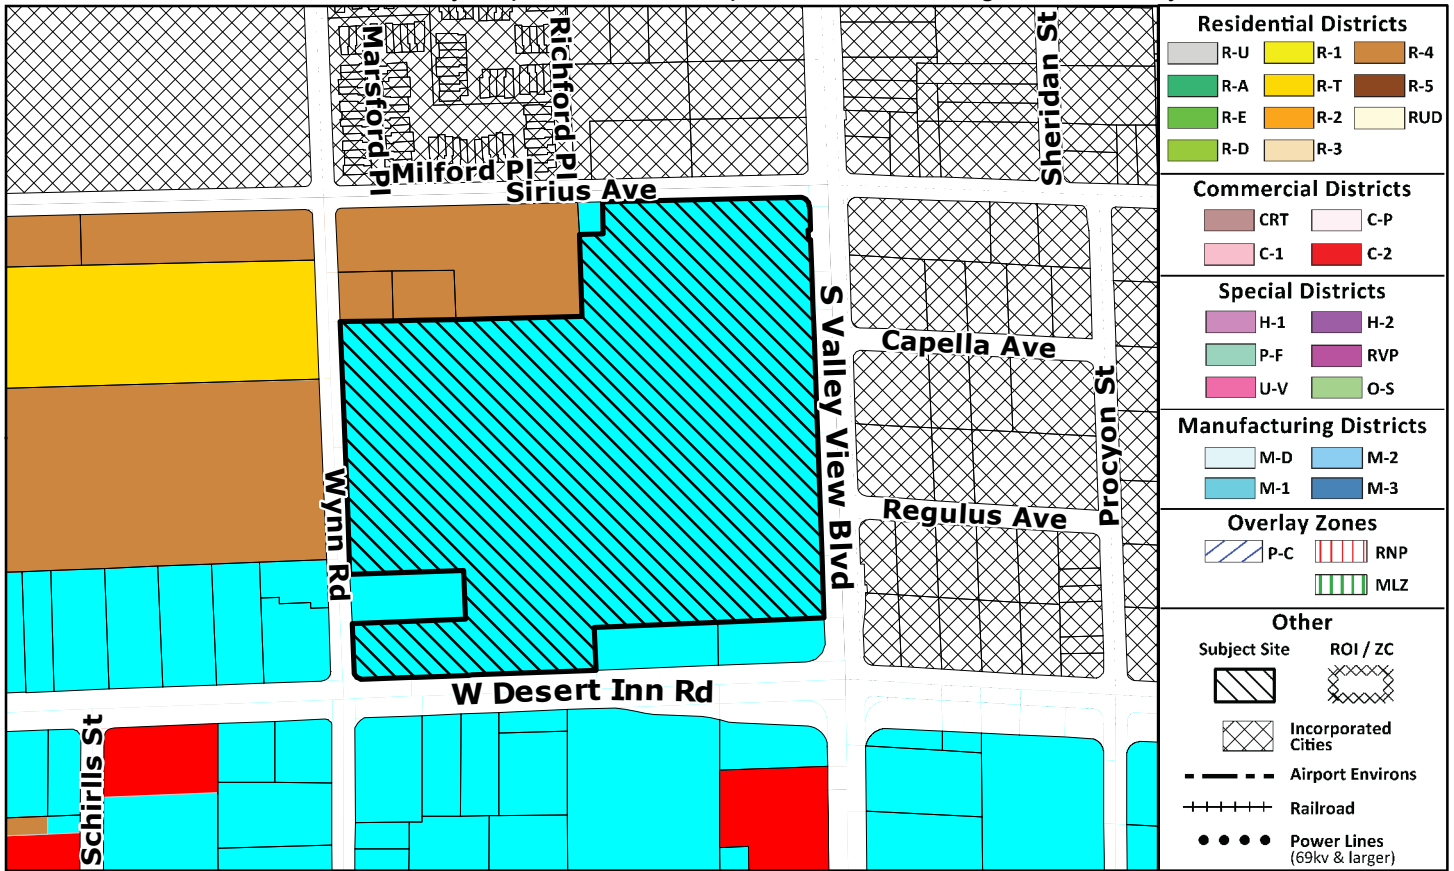 Marsford Pl
Richford Pl
Sheridan St
Milford Pl
Sirius Ave
S Valley View Blvd
Capella Ave
Procyon St
Wynn Rd
Regulus Ave
W Desert Inn Rd
Schirlls St
Residential Districts
R-U R-1 R-4
R-A R-T R-5
R-E R-2 RUD
R-D R-3
Commercial Districts
CRT C-P
C-1 C-2
Special Districts
H-1 H-2
P-F RVP
U-V O-S
Manufacturing Districts
M-D M-2
M-1 M-3
Overlay Zones
P-C RNP
MLZ
Other
Subject Site ROI / ZC
Incorporated
Cities
Airport Environs
Railroad
Power Lines
(69kv & larger)